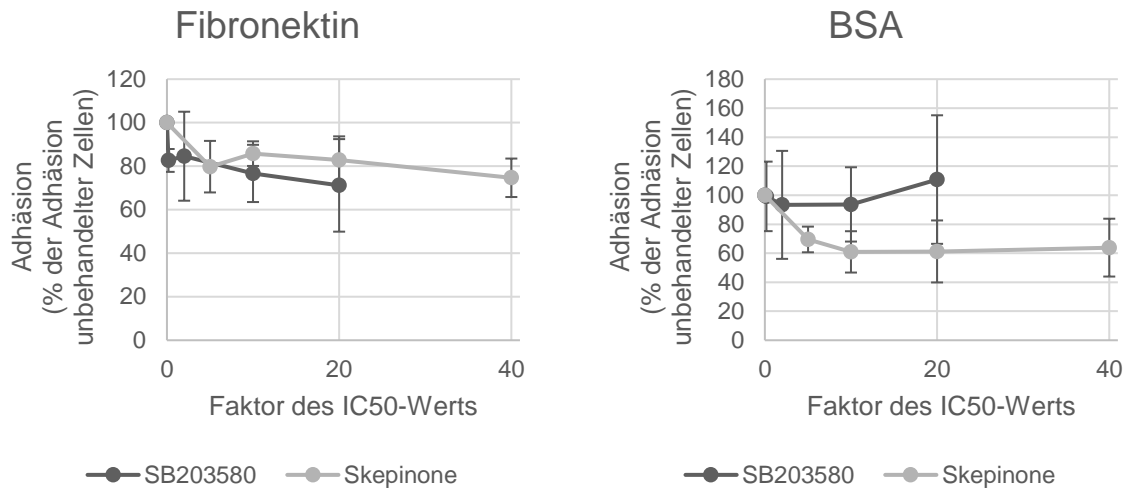 Fibronektin
Adhäsion
(% der Adhäsion
unbehandelter Zellen)
120
100
80
60
40
20
0
0 20 40
Faktor des IC50-Werts
SB203580 Skepinone
BSA
Adhäsion
(% der Adhäsion
unbehandelter Zellen)
180
160
140
120
100
80
60
40
20
0
0 20 40
Faktor des IC50-Werts
SB203580 Skepinone